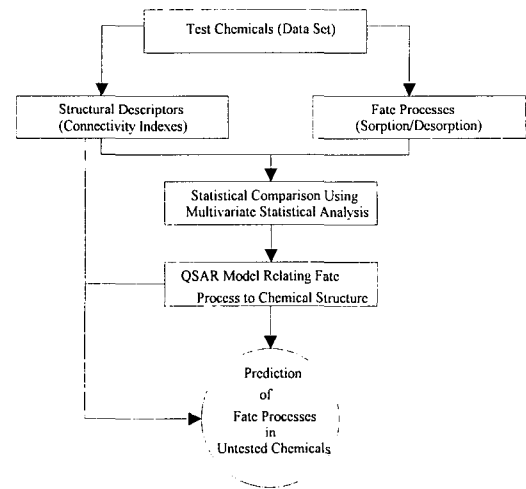 Test Chemicals (Data Set)
Structural Descriptors
(Connectivity Indexes)
Fate Processes
(Sorption/Desorption)
Statistical Comparison Using
Multivariate Statistical Analysis
QSAR Model Relating Fate
Process to Chemical Structure
Prediction
of
Fate Processes
in
Untested Chemicals